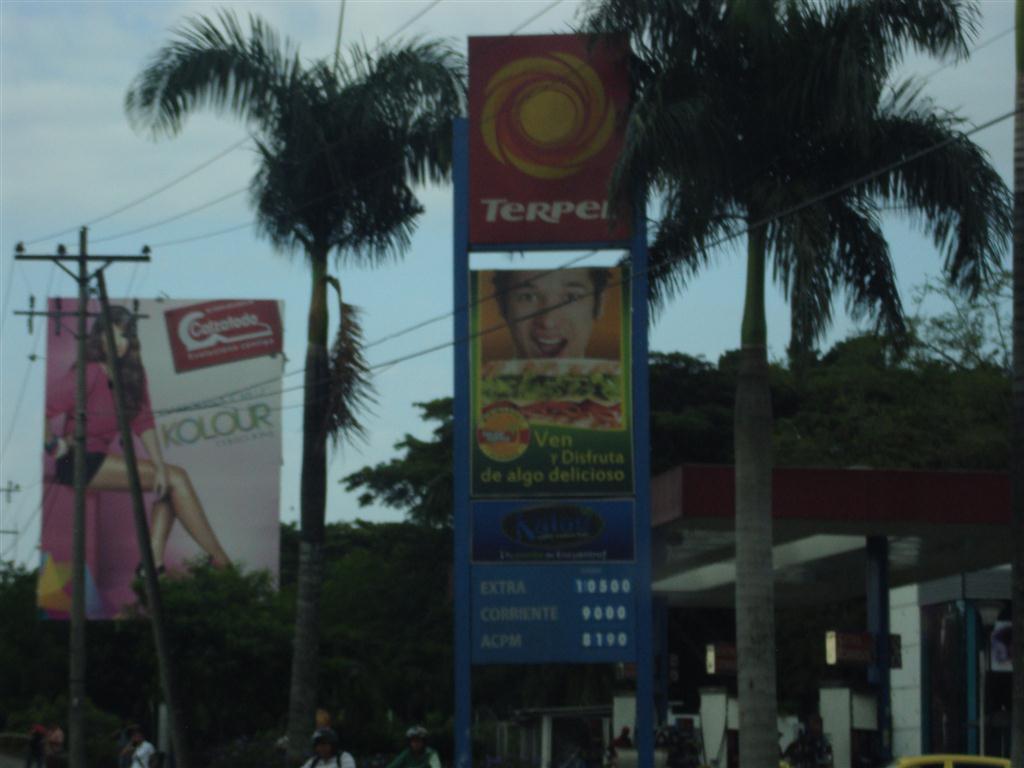 TERPEL
Calzatodo
KOLOUR
Ven
y Disfruta
de algo delicioso
EXTRA 10500
CORRIENTE 9000
ACPM 8190